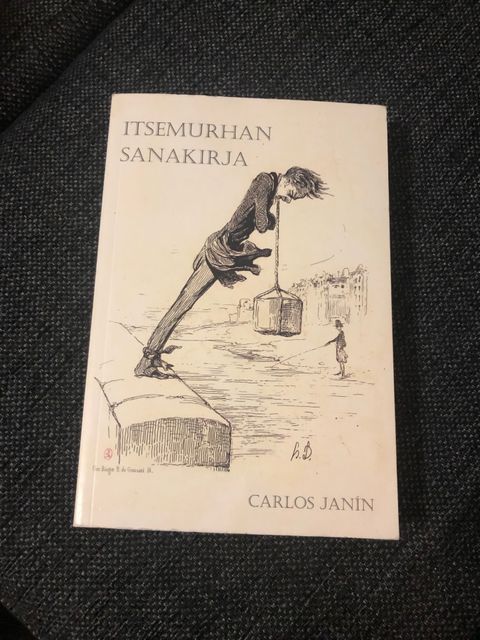 ITSEMURHAN
SANAKIRJA
h.D.
CARLOS JANÍN